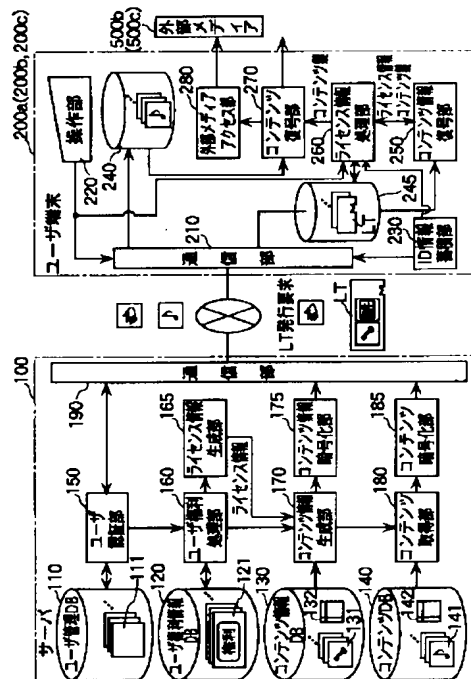 200a(200b, 200c)
500b
(500c)
外部メディア
ユーザ端末
操作部
220
240
280
外部メディア
アクセス部
270
コンテンツ
復号部
コンテンツ鍵
260
ライセンス情報
処理部
ライセンス情報
コンテンツ鍵
250
コンテンツ情報
復号部
245
LT
230
ID情報
蓄積部
210
通信部
LT発行要求
LT
100
サーバ
190
通信部
110
ユーザ管理DB
111
150
ユーザ
認証部
120
ユーザ権利情報
DB
権利
121
160
ユーザ権利
処理部
165
ライセンス情報
生成部
ライセンス情報
130
コンテンツ情報
DB
132
131
170
コンテンツ情報
生成部
175
コンテンツ情報
暗号化部
140
コンテンツDB
142
141
180
コンテンツ
取得部
185
コンテンツ
暗号化部